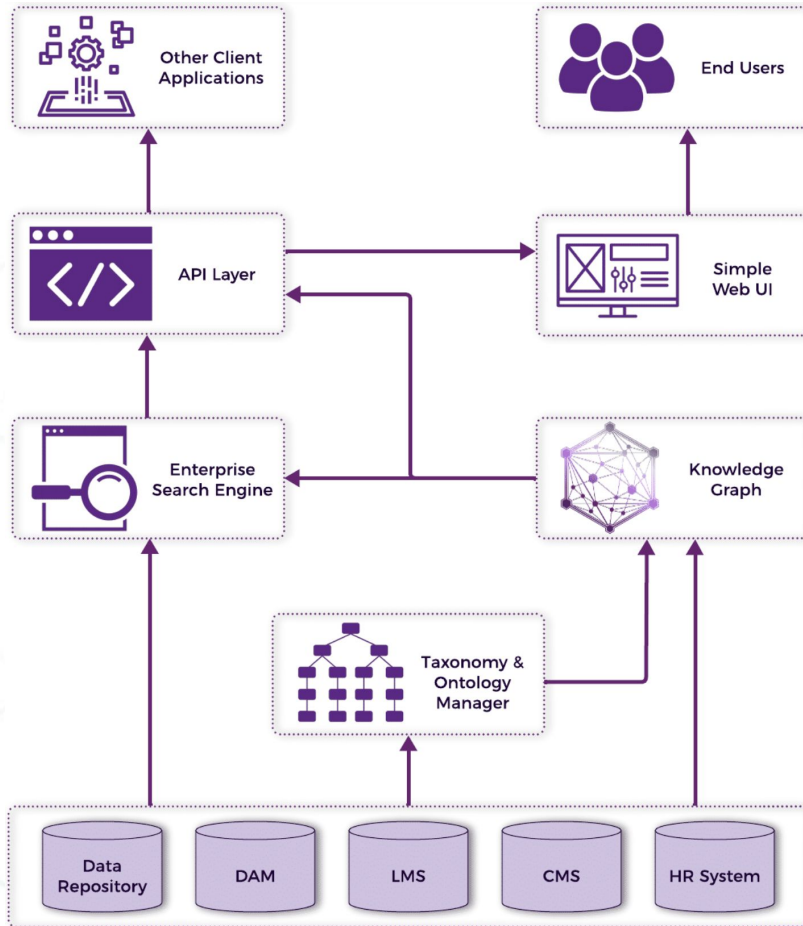 Other Client
Applications
End Users
API Layer
Simple
Web UI
Enterprise
Search Engine
Knowledge
Graph
Taxonomy &
Ontology
Manager
Data
Repository
DAM
LMS
CMS
HR System